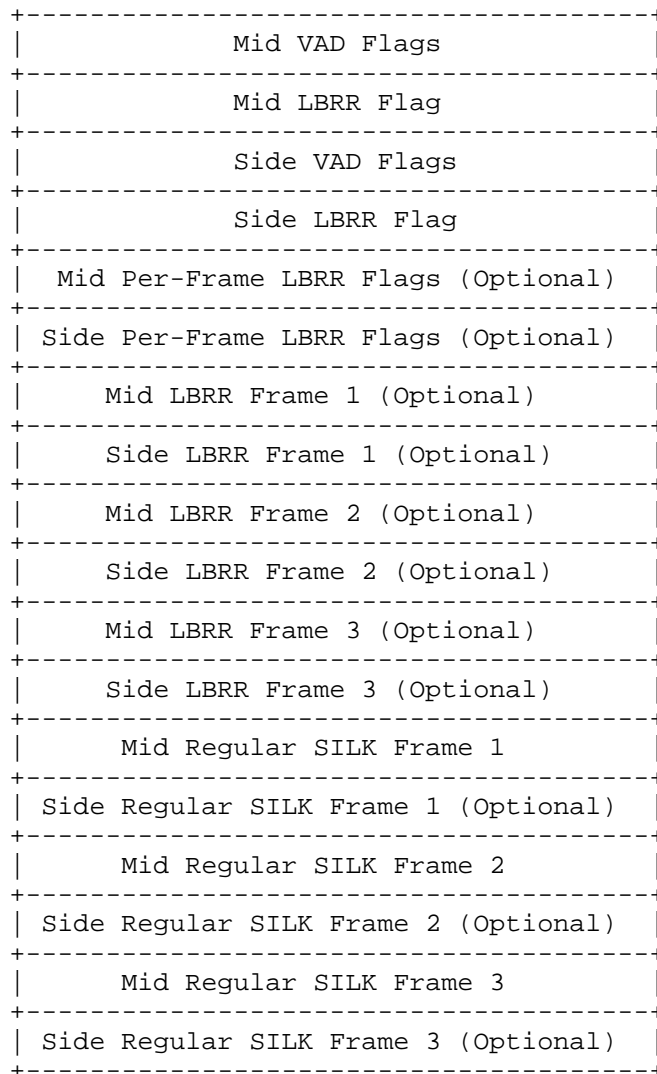 Mid VAD Flags
Mid LBRR Flag
Side VAD Flags
Side LBRR Flag
Mid Per-Frame LBRR Flags (Optional)
Side Per-Frame LBRR Flags (Optional)
Mid LBRR Frame 1 (Optional)
Side LBRR Frame 1 (Optional)
Mid LBRR Frame 2 (Optional)
Side LBRR Frame 2 (Optional)
Mid LBRR Frame 3 (Optional)
Side LBRR Frame 3 (Optional)
Mid Regular SILK Frame 1
Side Regular SILK Frame 1 (Optional)
Mid Regular SILK Frame 2
Side Regular SILK Frame 2 (Optional)
Mid Regular SILK Frame 3
Side Regular SILK Frame 3 (Optional)